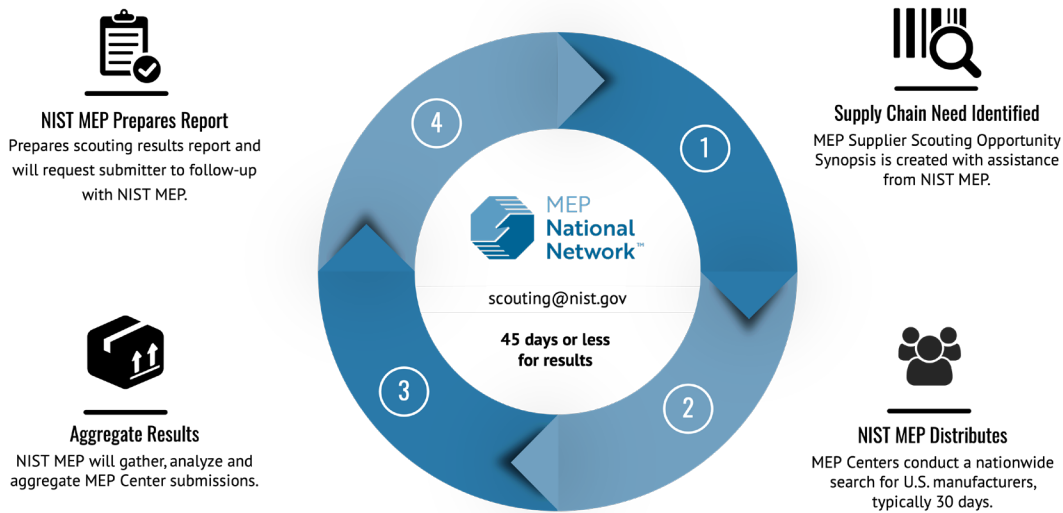 NIST MEP Prepares Report
Prepares scouting results report and
will request submitter to follow-up
with NIST MEP.
4
1
Supply Chain Need Identified
MEP Supplier Scouting Opportunity
Synopsis is created with assistance
from NIST MEP.
MEP
National
Network™
scouting@nist.gov
45 days or less
for results
Aggregate Results
NIST MEP will gather, analyze and
aggregate MEP Center submissions.
3
2
NIST MEP Distributes
MEP Centers conduct a nationwide
search for U.S. manufacturers,
typically 30 days.